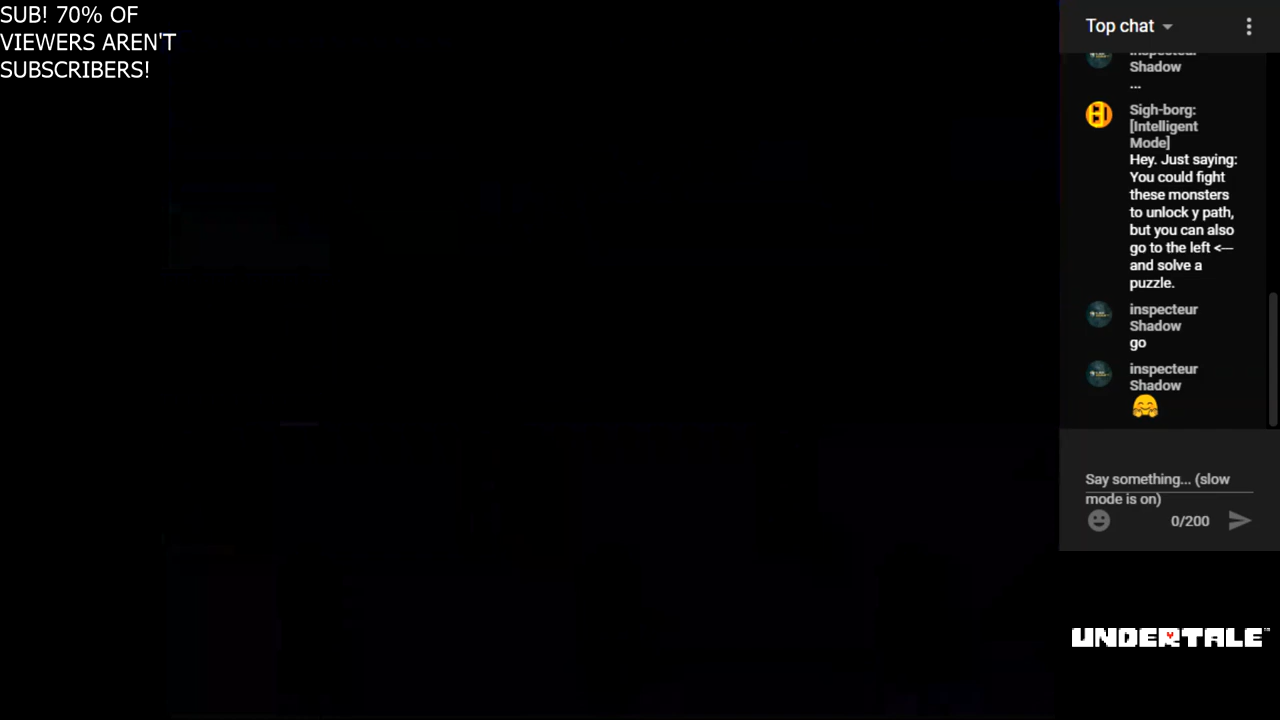 SUB! 70% OF
VIEWERS AREN'T
SUBSCRIBERS!
Top chat
inspecteur
Shadow
...
Sigh-borg:
[Intelligent
Mode]
Hey. Just saying:
You could fight
these monsters
to unlock y path,
but you can also
go to the left <---
and solve a
puzzle.
inspecteur
Shadow
go
inspecteur
Shadow
🤗
Say something... (slow
mode is on)
0/200
UNDERTALE™